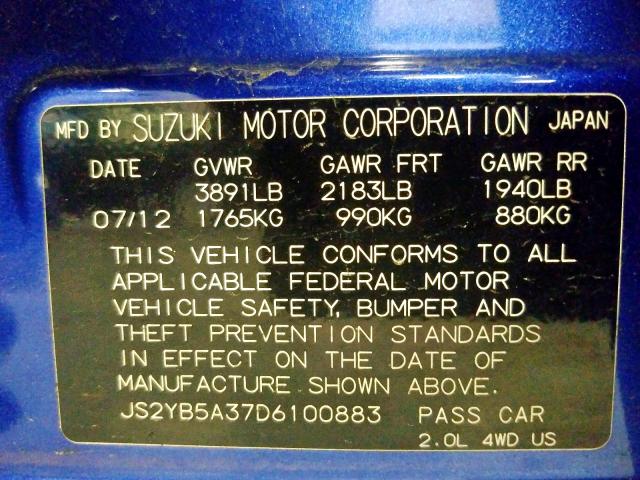 MFD BY SUZUKI MOTOR CORPORATION JAPAN
DATE GVWR GAWR FRT GAWR RR
3891LB 2183LB 1940LB
07/12 1765KG 990KG 880KG
THIS VEHICLE CONFORMS TO ALL
APPLICABLE FEDERAL MOTOR
VEHICLE SAFETY, BUMPER AND
THEFT PREVENTION STANDARDS
IN EFFECT ON THE DATE OF
MANUFACTURE SHOWN ABOVE.
JS2YB5A37D6100883 PASS CAR
2.0L 4WD US